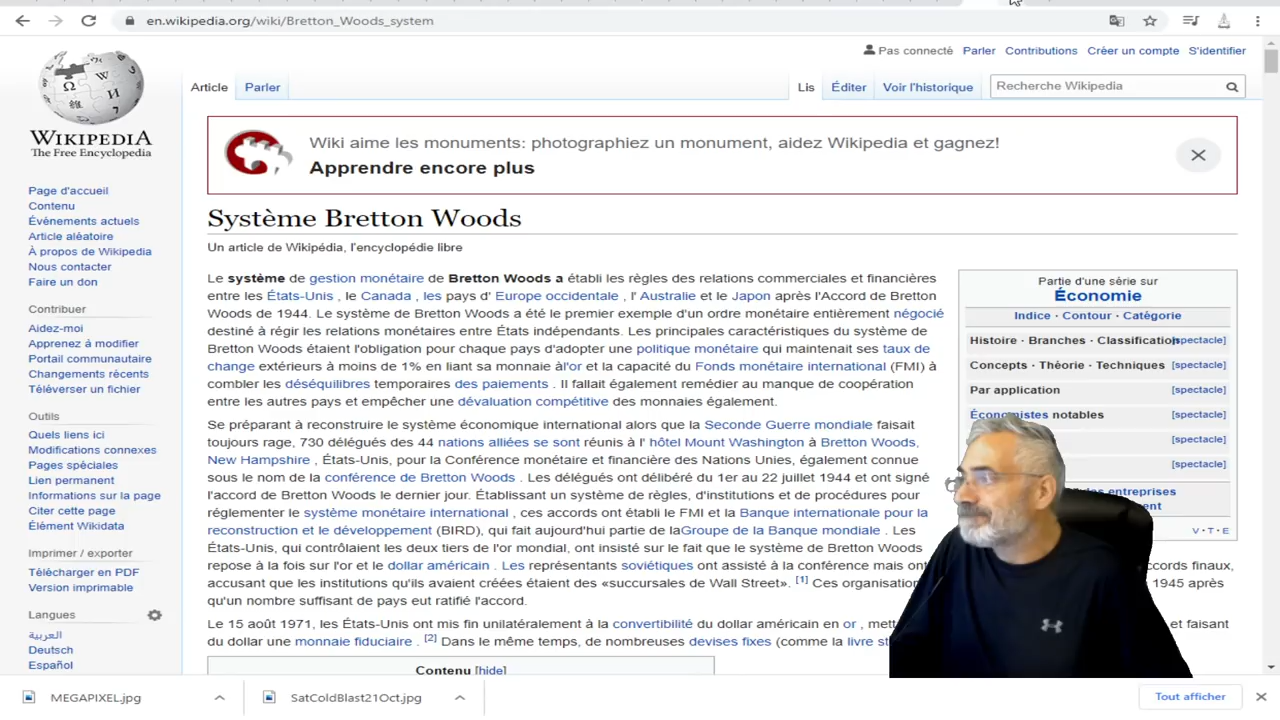 en.wikipedia.org/wiki/Bretton_Woods_system
Pas connecté Parler Contributions Créer un compte S'identifier
Article Parler Lis Éditer Voir l'historique Recherche Wikipedia
WIKIPEDIA
The Free Encyclopedia
Page d'accueil
Contenu
Événements actuels
Article aléatoire
À propos de Wikipedia
Nous contacter
Faire un don
Contribuer
Aidez-moi
Apprenez à modifier
Portail communautaire
Changements récents
Téléverser un fichier
Outils
Quels liens ici
Modifications connexes
Pages spéciales
Lien permanent
Informations sur la page
Citer cette page
Élément Wikidata
Imprimer / exporter
Télécharger en PDF
Version imprimable
Langues
العربية
Deutsch
Español
Wiki aime les monuments: photographiez un monument, aidez Wikipedia et gagnez!
Apprendre encore plus
Système Bretton Woods
Un article de Wikipédia, l'encyclopédie libre
Le système de gestion monétaire de Bretton Woods a établi les règles des relations commerciales et financières
entre les États-Unis , le Canada , les pays d' Europe occidentale , l' Australie et le Japon après l'Accord de Bretton
Woods de 1944. Le système de Bretton Woods a été le premier exemple d'un ordre monétaire entièrement négocié
destiné à régir les relations monétaires entre États indépendants. Les principales caractéristiques du système de
Bretton Woods étaient l'obligation pour chaque pays d'adopter une politique monétaire qui maintenait ses taux de
change extérieurs à moins de 1% en liant sa monnaie àl'or et la capacité du Fonds monétaire international (FMI) à
combler les déséquilibres temporaires des paiements . Il fallait également remédier au manque de coopération
entre les autres pays et empêcher une dévaluation compétitive des monnaies également.
Se préparant à reconstruire le système économique international alors que la Seconde Guerre mondiale faisait
toujours rage, 730 délégués des 44 nations alliées se sont réunis à l' hôtel Mount Washington à Bretton Woods,
New Hampshire , États-Unis, pour la Conférence monétaire et financière des Nations Unies, également connue
sous le nom de la conférence de Bretton Woods . Les délégués ont délibéré du 1er au 22 juillet 1944 et ont signé
l'accord de Bretton Woods le dernier jour. Établissant un système de règles, d'institutions et de procédures pour
réglementer le système monétaire international , ces accords ont établi le FMI et la Banque internationale pour la
reconstruction et le développement (BIRD), qui fait aujourd'hui partie de laGroupe de la Banque mondiale . Les
États-Unis, qui contrôlaient les deux tiers de l'or mondial, ont insisté sur le fait que le système de Bretton Woods
repose à la fois sur l'or et le dollar américain . Les représentants soviétiques ont assisté à la conférence mais ont cords finaux,
accusant que les institutions qu'ils avaient créées étaient des «succursales de Wall Street». [1] Ces organisatio 1945 après
qu'un nombre suffisant de pays eut ratifié l'accord.
Le 15 août 1971, les États-Unis ont mis fin unilatéralement à la convertibilité du dollar américain en or , mett et faisant
du dollar une monnaie fiduciaire . [2] Dans le même temps, de nombreuses devises fixes (comme la livre st
Contenu [hide]
Partie d'une série sur
Économie
Indice · Contour · Catégorie
Histoire · Branches · Classification [spectacle]
Concepts · Théorie · Techniques [spectacle]
Par application [spectacle]
Économistes notables [spectacle]
[spectacle]
[spectacle]
entreprises
V · T · E
MEGAPIXEL.jpg SatColdBlast21Oct.jpg Tout afficher